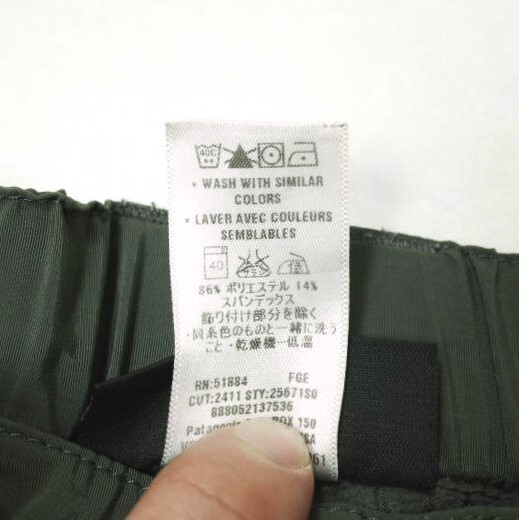 40C
• WASH WITH SIMILAR
COLORS
• LAVER AVEC COULEURS
SEMBLABLES
40
86% ポリエステル 14%
スパンデックス
飾り付け部分を除く
・同系色のものと一緒に洗う
こと・乾燥機-低温
RN:51884 FGE
CUT:2411 STY:25671S0
888052137536
BOX 150